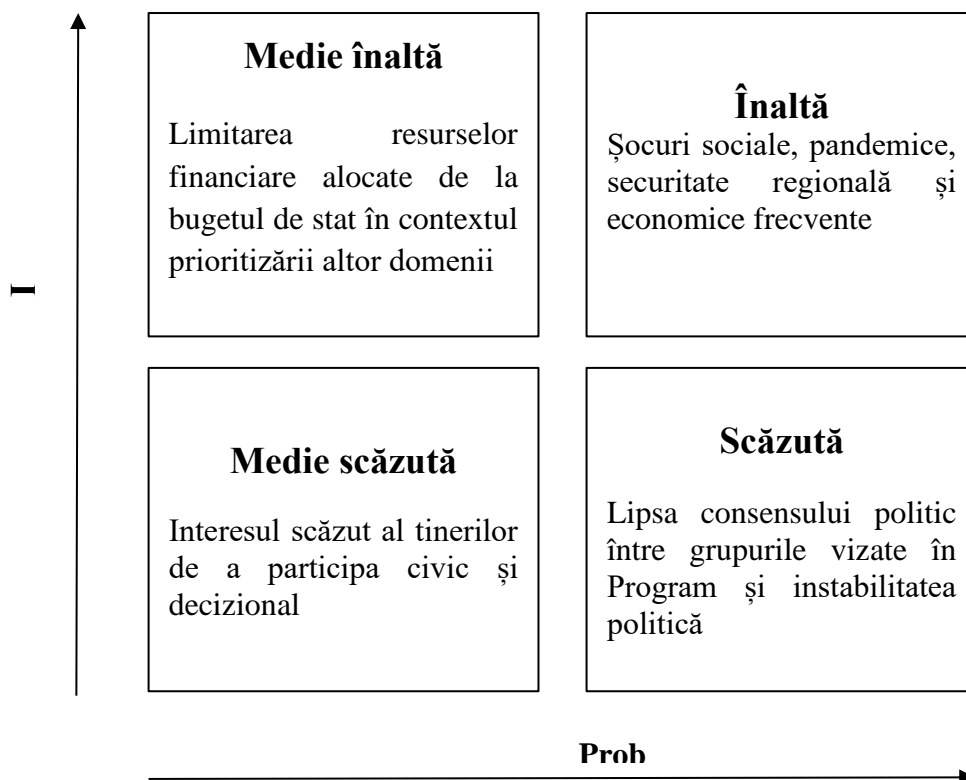 Medie înaltă
Limitarea resurselor
financiare alocate de la
bugetul de stat în contextul
prioritizării altor domenii
Înaltă
Șocuri sociale, pandemice,
securitate regională și
economice frecvente
I
Medie scăzută
Interesul scăzut al tinerilor
de a participa civic și
decizional
Scăzută
Lipsa consensului politic
între grupurile vizate în
Program și instabilitatea
politică
Prob